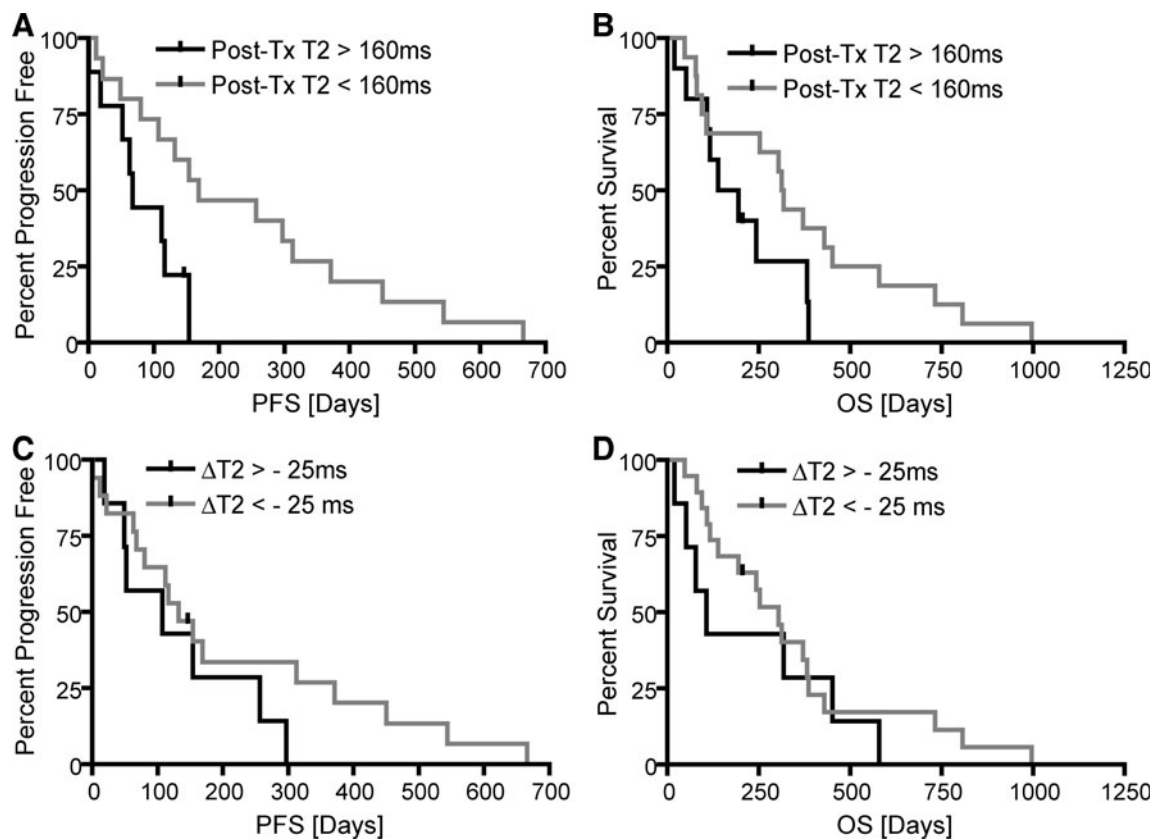 A
Percent Progression Free
100
75
50
25
0
Post-Tx T2 > 160ms
Post-Tx T2 < 160ms
0 100 200 300 400 500 600 700
PFS [Days]
B
Percent Survival
100
75
50
25
0
Post-Tx T2 > 160ms
Post-Tx T2 < 160ms
0 250 500 750 1000 1250
OS [Days]
C
Percent Progression Free
100
75
50
25
0
ΔT2 > - 25ms
ΔT2 < - 25 ms
0 100 200 300 400 500 600 700
PFS [Days]
D
Percent Survival
100
75
50
25
0
ΔT2 > - 25ms
ΔT2 < - 25 ms
0 250 500 750 1000 1250
OS [Days]